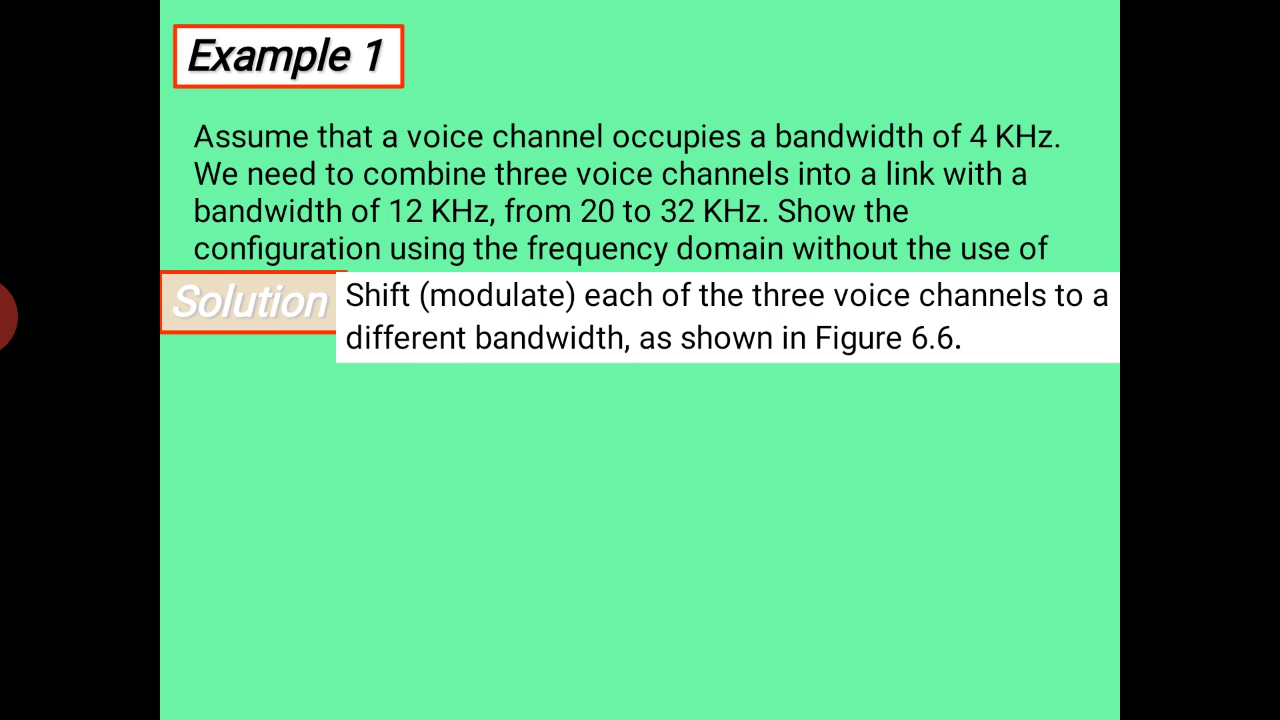 Example 1
Assume that a voice channel occupies a bandwidth of 4 KHz.
We need to combine three voice channels into a link with a
bandwidth of 12 KHz, from 20 to 32 KHz. Show the
configuration using the frequency domain without the use of
Solution
Shift (modulate) each of the three voice channels to a
different bandwidth, as shown in Figure 6.6.